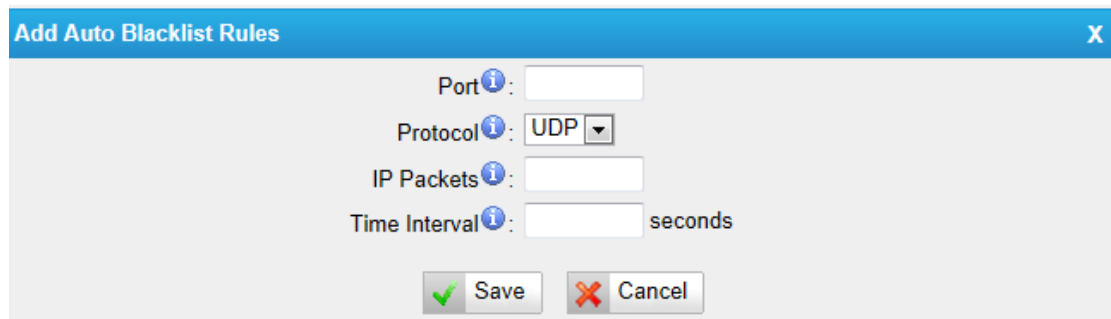 Add Auto Blacklist Rules X
Port i :
Protocol i : UDP
IP Packets i :
Time Interval i : seconds
Save Cancel